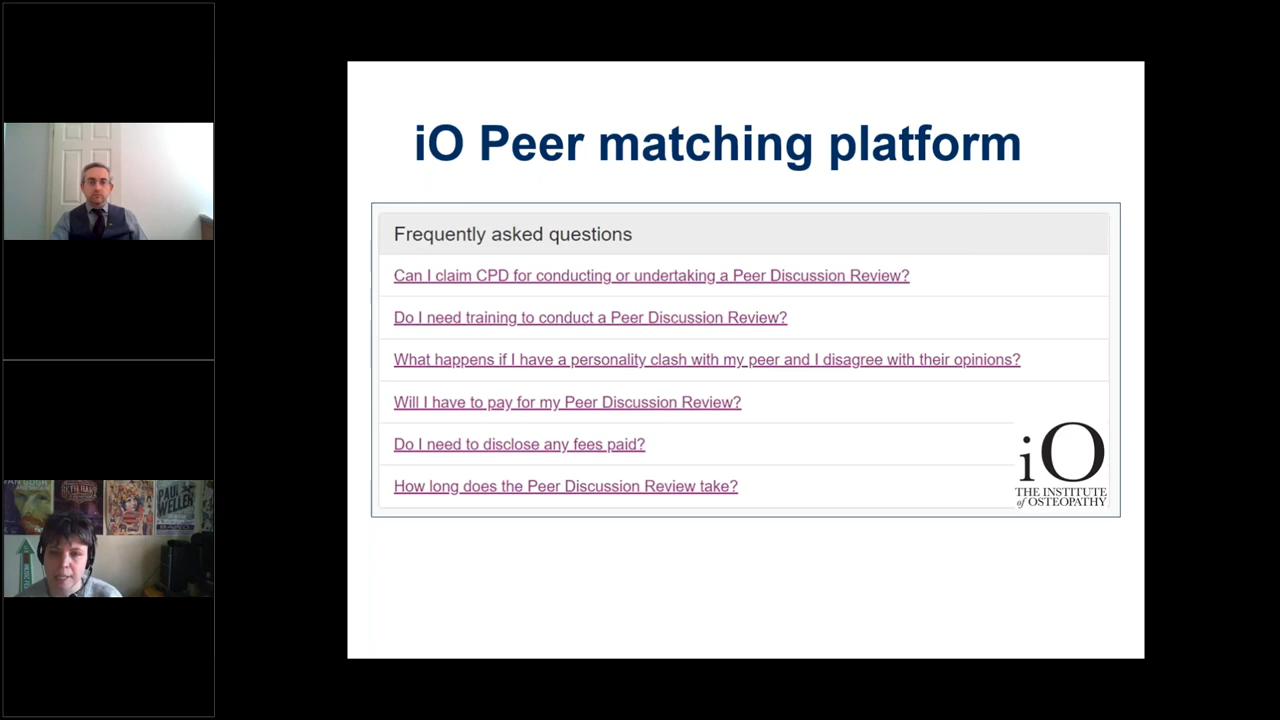 iO Peer matching platform
Frequently asked questions
Can I claim CPD for conducting or undertaking a Peer Discussion Review?
Do I need training to conduct a Peer Discussion Review?
What happens if I have a personality clash with my peer and I disagree with their opinions?
Will I have to pay for my Peer Discussion Review?
Do I need to disclose any fees paid?
How long does the Peer Discussion Review take?
iO
THE INSTITUTE
of OSTEOPATHY
PAUL
WELLER